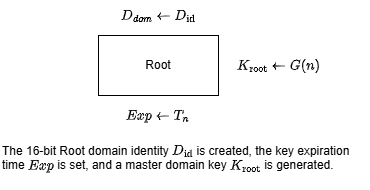 D_dom ← D_id
Root
K_root ← G(n)
Exp ← T_n
The 16-bit Root domain identity D_id is created, the key expiration
time Exp is set, and a master domain key K_root is generated.